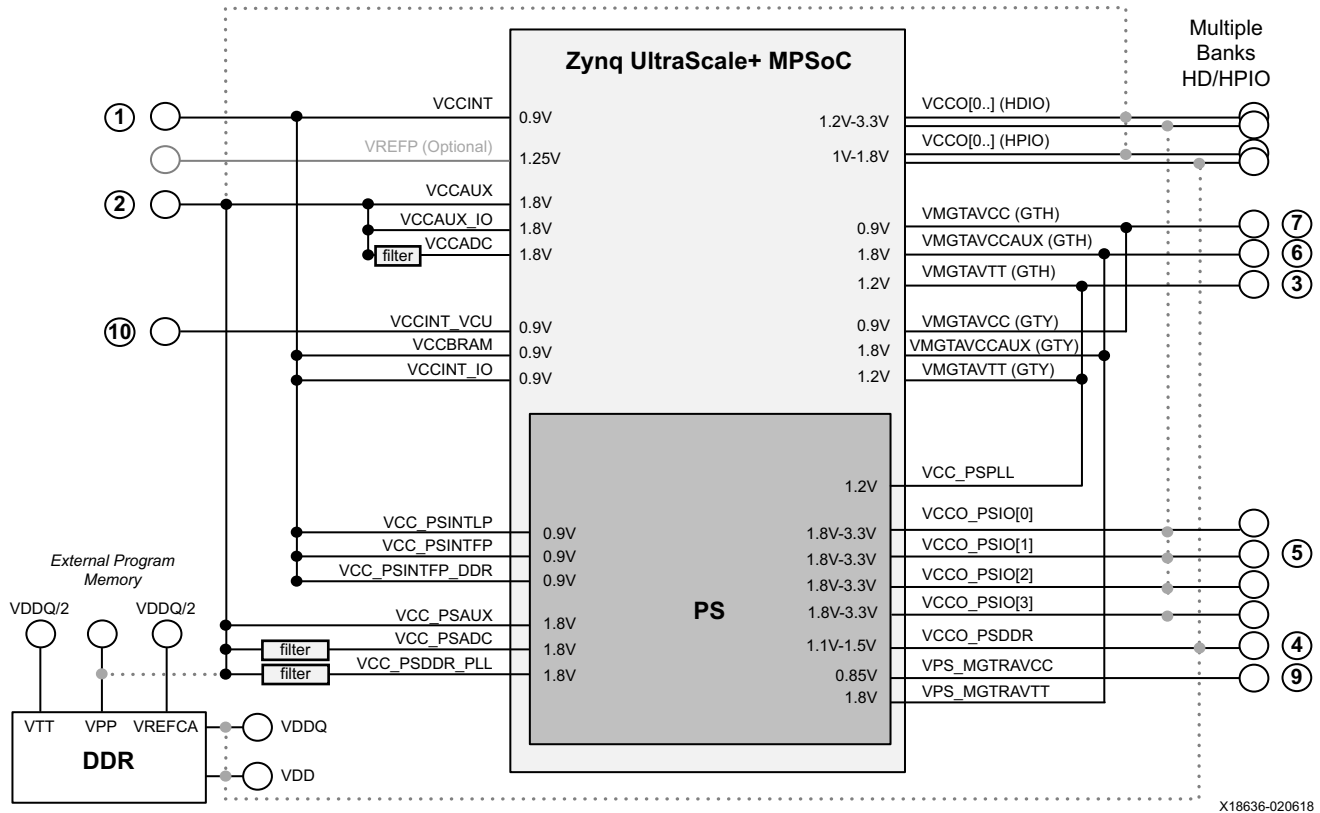 Zynq UltraScale+ MPSoC
Multiple
Banks
HD/HPIO
1
VCCINT
0.9V
VREFP (Optional)
1.25V
2
VCCAUX
1.8V
VCCAUX_IO
1.8V
VCCADC
filter
1.8V
10
VCCINT_VCU
0.9V
VCCBRAM
0.9V
VCCINT_IO
0.9V
1.2V-3.3V
VCCO[0..] (HDIO)
1V-1.8V
VCCO[0..] (HPIO)
0.9V
VMGTAVCC (GTH)
7
1.8V
VMGTAVCCAUX (GTH)
6
1.2V
VMGTAVTT (GTH)
3
0.9V
VMGTAVCC (GTY)
1.8V
VMGTAVCCAUX (GTY)
1.2V
VMGTAVTT (GTY)
PS
VCC_PSINTLP
0.9V
VCC_PSINTFP
0.9V
VCC_PSINTFP_DDR
0.9V
VCC_PSAUX
1.8V
filter
VCC_PSADC
1.8V
filter
VCC_PSDDR_PLL
1.8V
1.2V
VCC_PSPLL
1.8V-3.3V
VCCO_PSIO[0]
1.8V-3.3V
VCCO_PSIO[1]
5
1.8V-3.3V
VCCO_PSIO[2]
1.8V-3.3V
VCCO_PSIO[3]
1.1V-1.5V
VCCO_PSDDR
4
0.85V
VPS_MGTRAVCC
9
1.8V
VPS_MGTRAVTT
External Program
Memory
VDDQ/2
VDDQ/2
VTT
VPP
VREFCA
DDR
VDDQ
VDD
X18636-020618